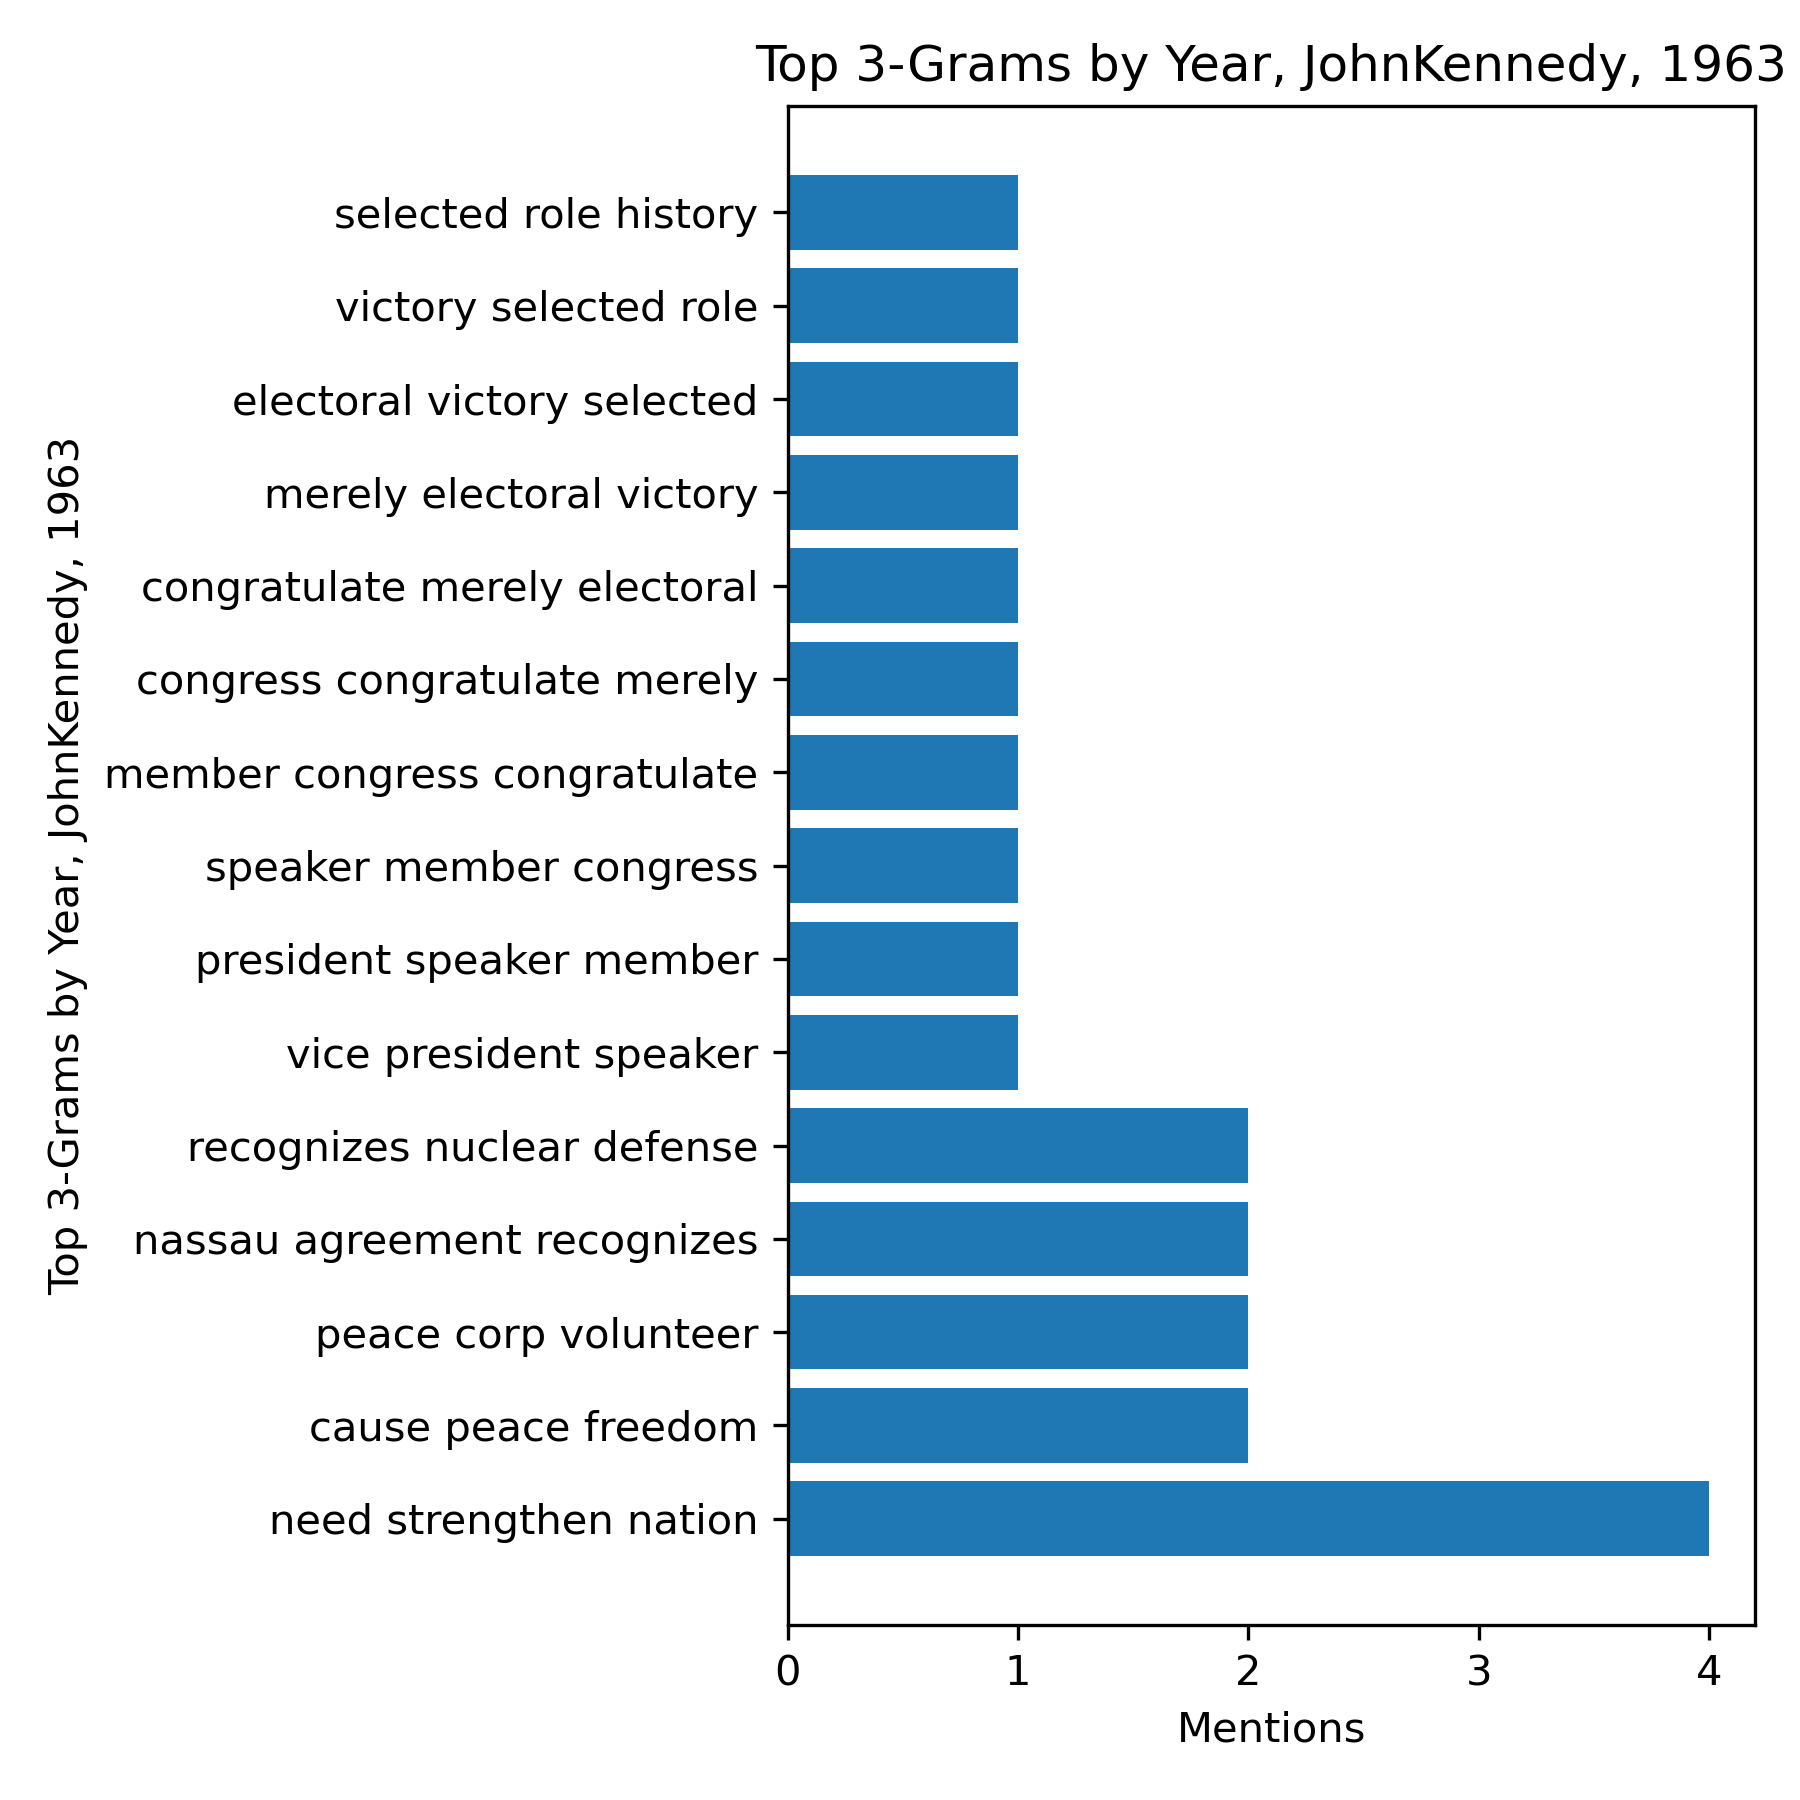 Top 3-Grams by Year, JohnKennedy, 1963
Top 3-Grams by Year, JohnKennedy, 1963
selected role history
victory selected role
electoral victory selected
merely electoral victory
congratulate merely electoral
congress congratulate merely
member congress congratulate
speaker member congress
president speaker member
vice president speaker
recognizes nuclear defense
nassau agreement recognizes
peace corp volunteer
cause peace freedom
need strengthen nation
0 1 2 3 4
Mentions